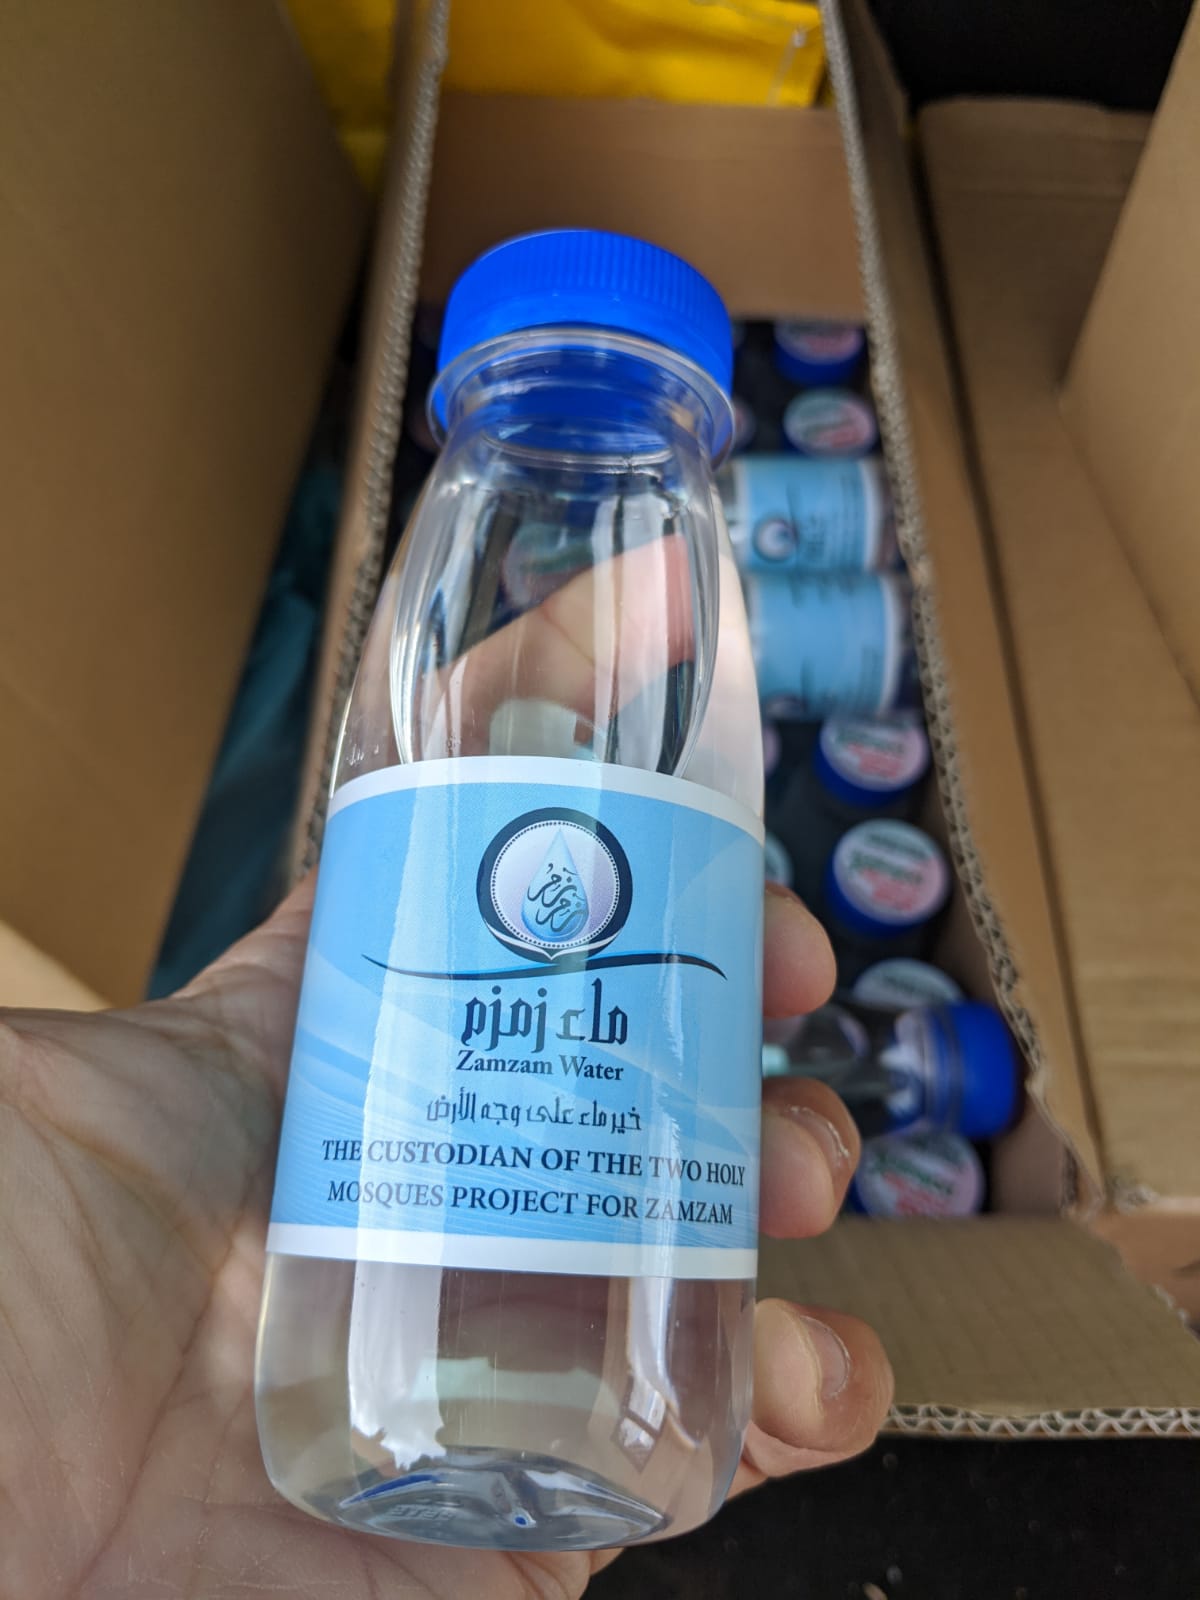 زمزم
ماء زمزم
Zamzam Water
خير ماء على وجه الأرض
THE CUSTODIAN OF THE TWO HOLY
MOSQUES PROJECT FOR ZAMZAM